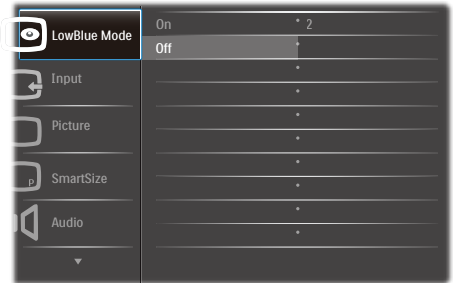 LowBlue Mode
On 2
Off
Input
Picture
P
SmartSize
Audio